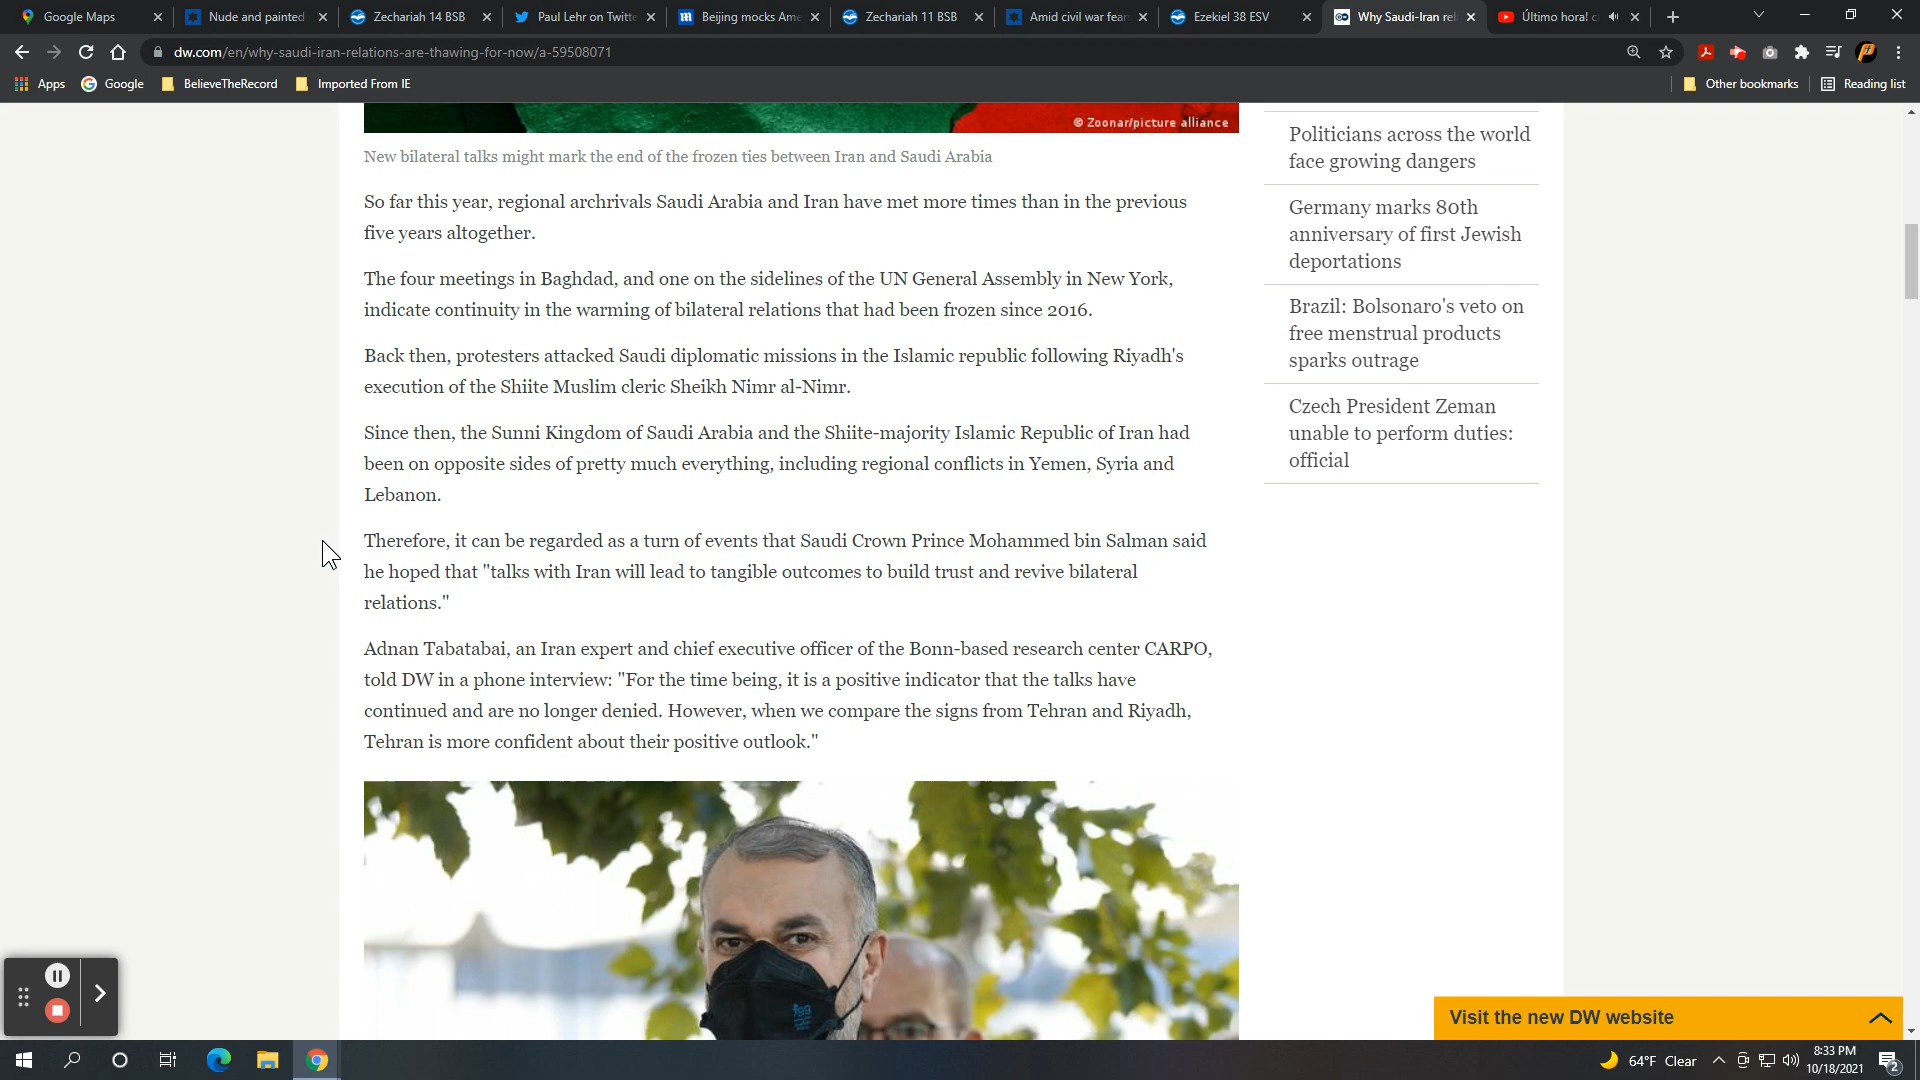 Google Maps
Nude and painted
Zechariah 14 BSB
Paul Lehr on Twitte
Beijing mocks Ame
Zechariah 11 BSB
Amid civil war fear
Ezekiel 38 ESV
Why Saudi-Iran rel
Último hora! c
dw.com/en/why-saudi-iran-relations-are-thawing-for-now/a-59508071
Apps Google BelieveTheRecord Imported From IE Other bookmarks Reading list
© Zoonar/picture alliance
New bilateral talks might mark the end of the frozen ties between Iran and Saudi Arabia
So far this year, regional archrivals Saudi Arabia and Iran have met more times than in the previous
five years altogether.
The four meetings in Baghdad, and one on the sidelines of the UN General Assembly in New York,
indicate continuity in the warming of bilateral relations that had been frozen since 2016.
Back then, protesters attacked Saudi diplomatic missions in the Islamic republic following Riyadh's
execution of the Shiite Muslim cleric Sheikh Nimr al-Nimr.
Since then, the Sunni Kingdom of Saudi Arabia and the Shiite-majority Islamic Republic of Iran had
been on opposite sides of pretty much everything, including regional conflicts in Yemen, Syria and
Lebanon.
Therefore, it can be regarded as a turn of events that Saudi Crown Prince Mohammed bin Salman said
he hoped that "talks with Iran will lead to tangible outcomes to build trust and revive bilateral
relations."
Adnan Tabatabai, an Iran expert and chief executive officer of the Bonn-based research center CARPO,
told DW in a phone interview: "For the time being, it is a positive indicator that the talks have
continued and are no longer denied. However, when we compare the signs from Tehran and Riyadh,
Tehran is more confident about their positive outlook."
Politicians across the world
face growing dangers
Germany marks 80th
anniversary of first Jewish
deportations
Brazil: Bolsonaro's veto on
free menstrual products
sparks outrage
Czech President Zeman
unable to perform duties:
official
Visit the new DW website
64°F Clear
8:33 PM
10/18/2021
2